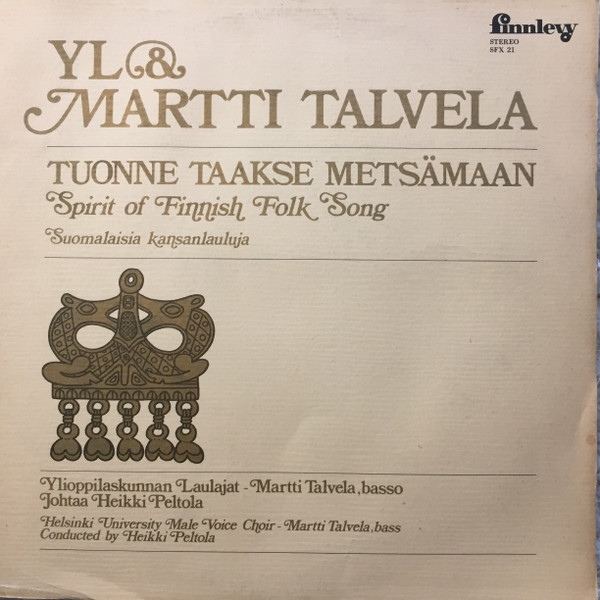 finnlevy
STEREO
SFX 21
YL &
MARTTI TALVELA
TUONNE TAAKSE METSÄMAAN
Spirit of Finnish Folk Song
Suomalaisia kansanlauluja
Ylioppilaskunnan Laulajat - Martti Talvela, basso
Johtaa Heikki Peltola
Helsinki University Male Voice Choir - Martti Talvela, bass
Conducted by Heikki Peltola